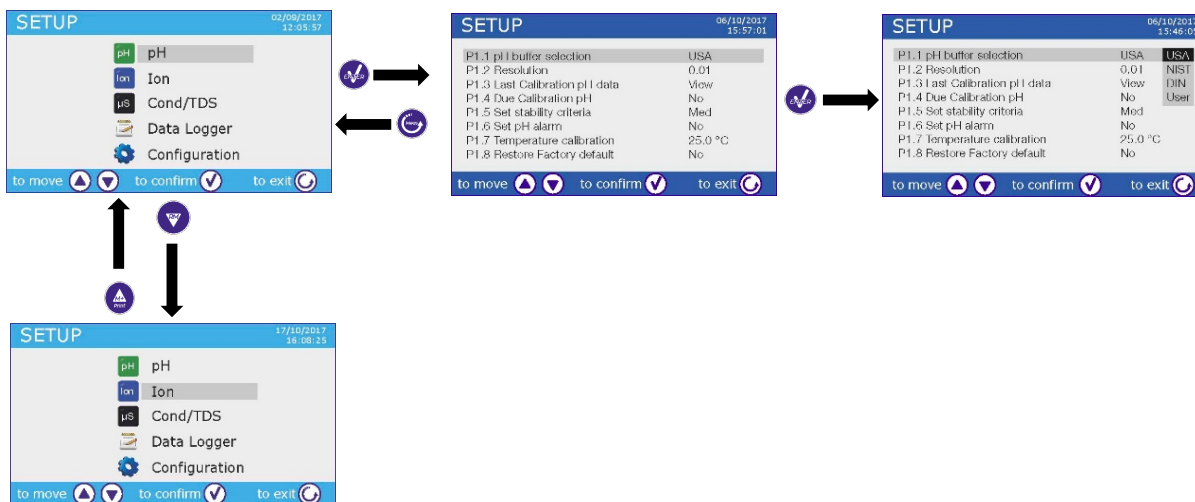 SETUP
02/09/2017
12:05:57
pH pH
Ion Ion
µS Cond/TDS
Data Logger
Configuration
to move to confirm to exit
ENTER
MODE
SETUP
06/10/2017
15:57:01
P1.1 pH buffer selection USA
P1.2 Resolution 0.01
P1.3 Last Calibration pH data View
P1.4 Due Calibration pH No
P1.5 Set stability criteria Med
P1.6 Set pH alarm No
P1.7 Temperature calibration 25.0 °C
P1.8 Restore Factory default No
to move to confirm to exit
ENTER
SETUP
06/10/2017
15:46:05
P1.1 pH buffer selection USA USA
P1.2 Resolution 0.01 NIST
P1.3 Last Calibration pH data View DIN
P1.4 Due Calibration pH No User
P1.5 Set stability criteria Med
P1.6 Set pH alarm No
P1.7 Temperature calibration 25.0 °C
P1.8 Restore Factory default No
to move to confirm to exit
RM
M+
Print
SETUP
17/10/2017
16:08:25
pH pH
Ion Ion
µS Cond/TDS
Data Logger
Configuration
to move to confirm to exit